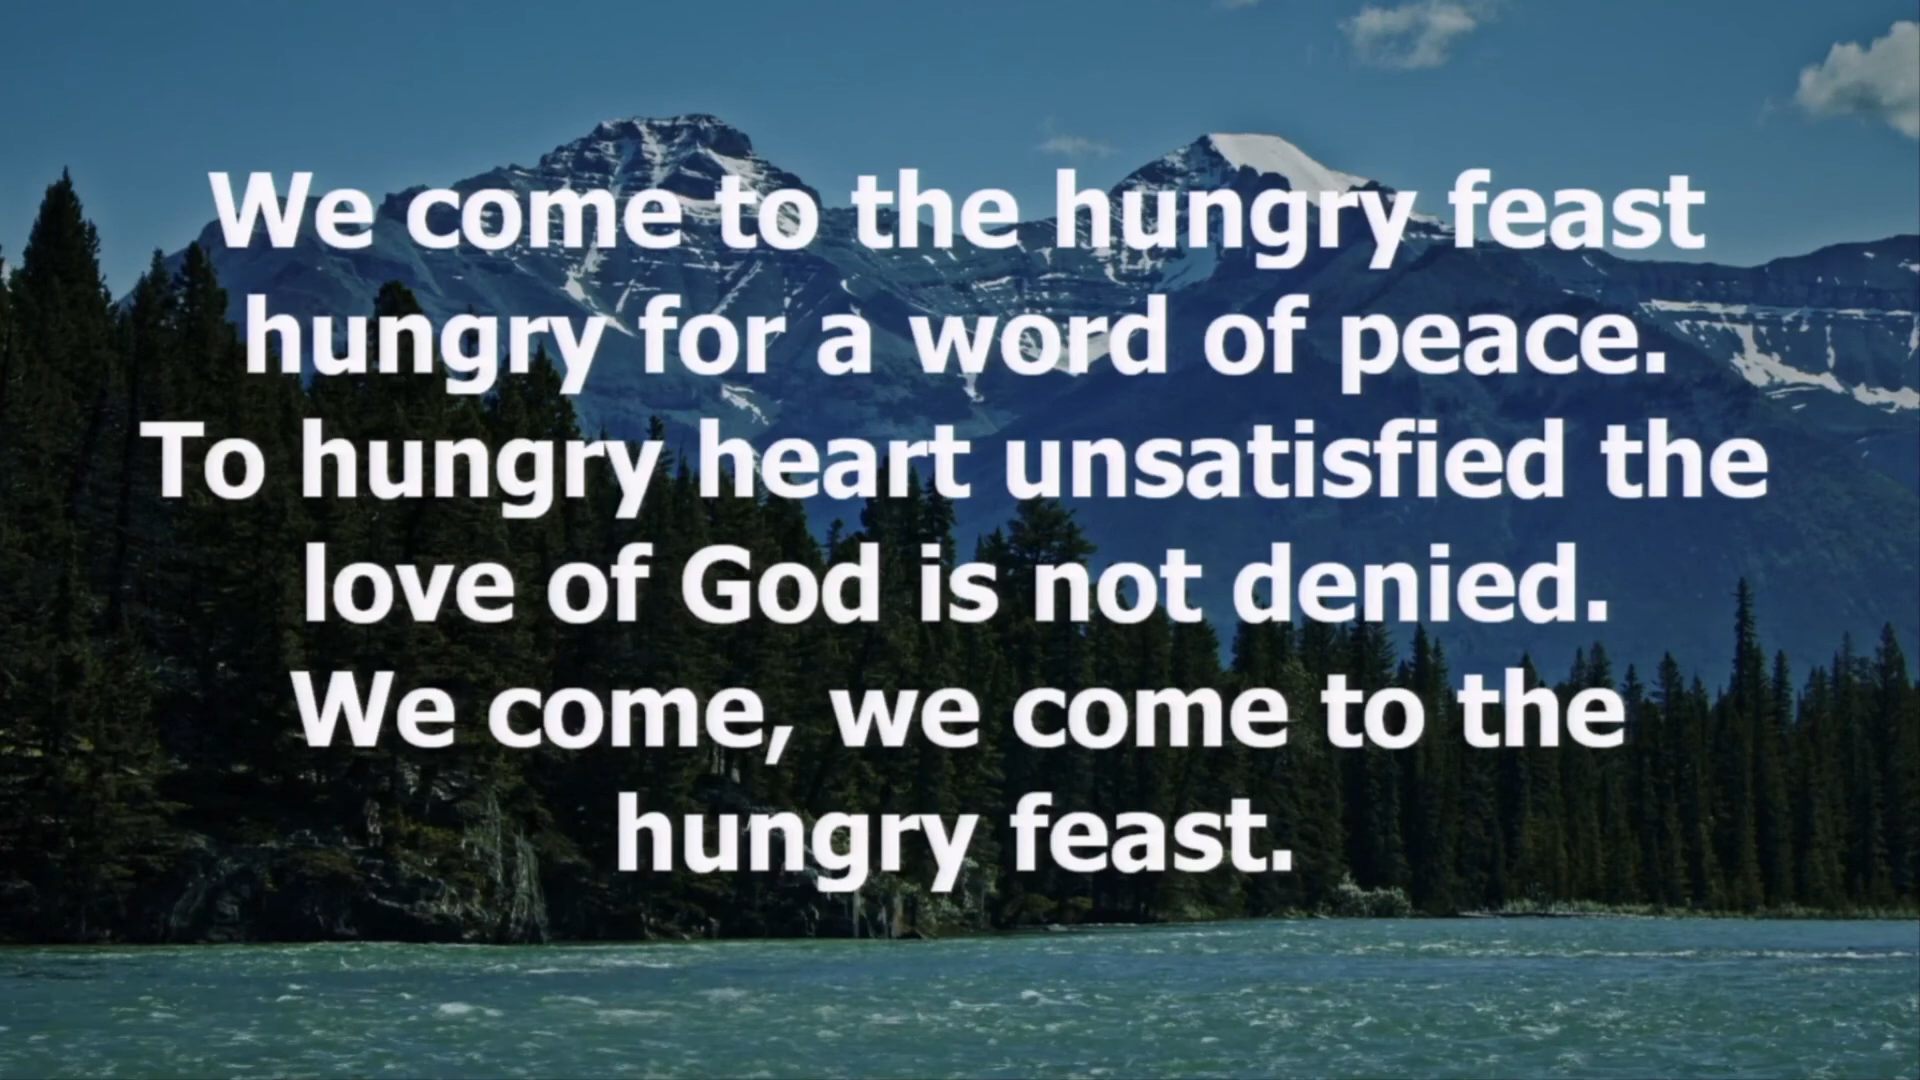 We come to the hungry feast
hungry for a word of peace.
To hungry heart unsatisfied the
love of God is not denied.
We come, we come to the
hungry feast.